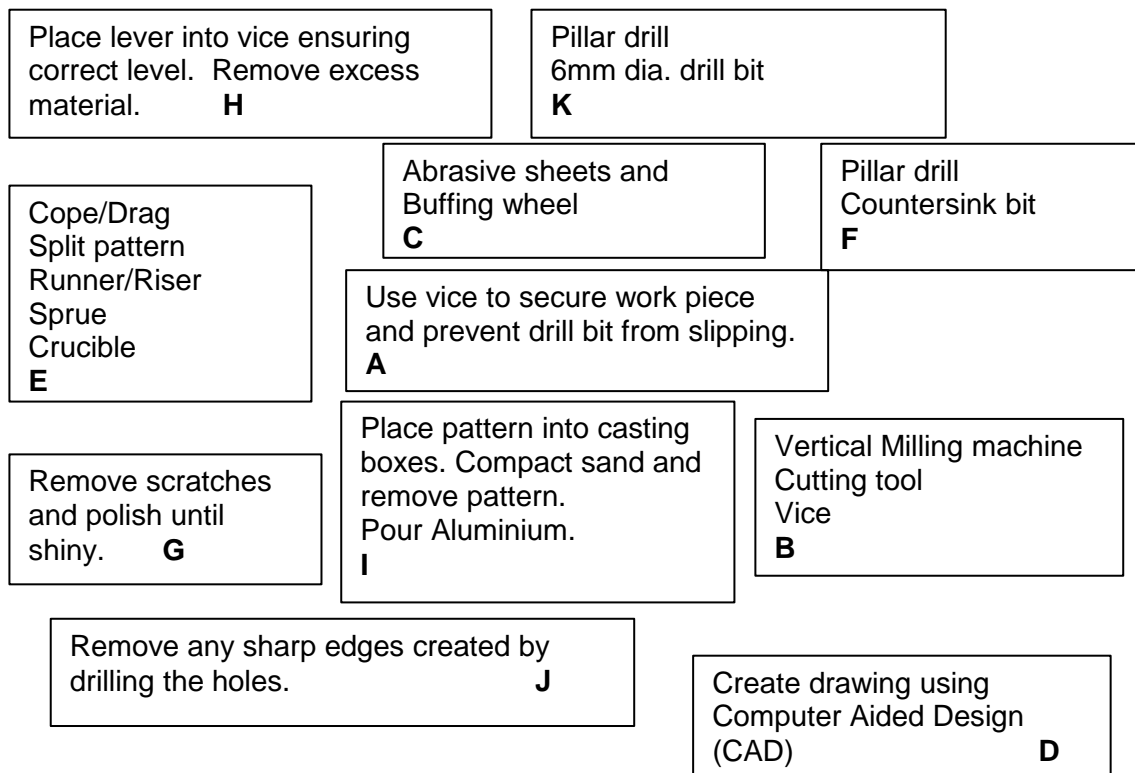 Place lever into vice ensuring
correct level. Remove excess
material. H
Pillar drill
6mm dia. drill bit
K
Abrasive sheets and
Buffing wheel
C
Pillar drill
Countersink bit
F
Cope/Drag
Split pattern
Runner/Riser
Sprue
Crucible
E
Use vice to secure work piece
and prevent drill bit from slipping.
A
Place pattern into casting
boxes. Compact sand and
remove pattern.
Pour Aluminium.
I
Vertical Milling machine
Cutting tool
Vice
B
Remove scratches
and polish until
shiny. G
Remove any sharp edges created by
drilling the holes. J
Create drawing using
Computer Aided Design
(CAD) D